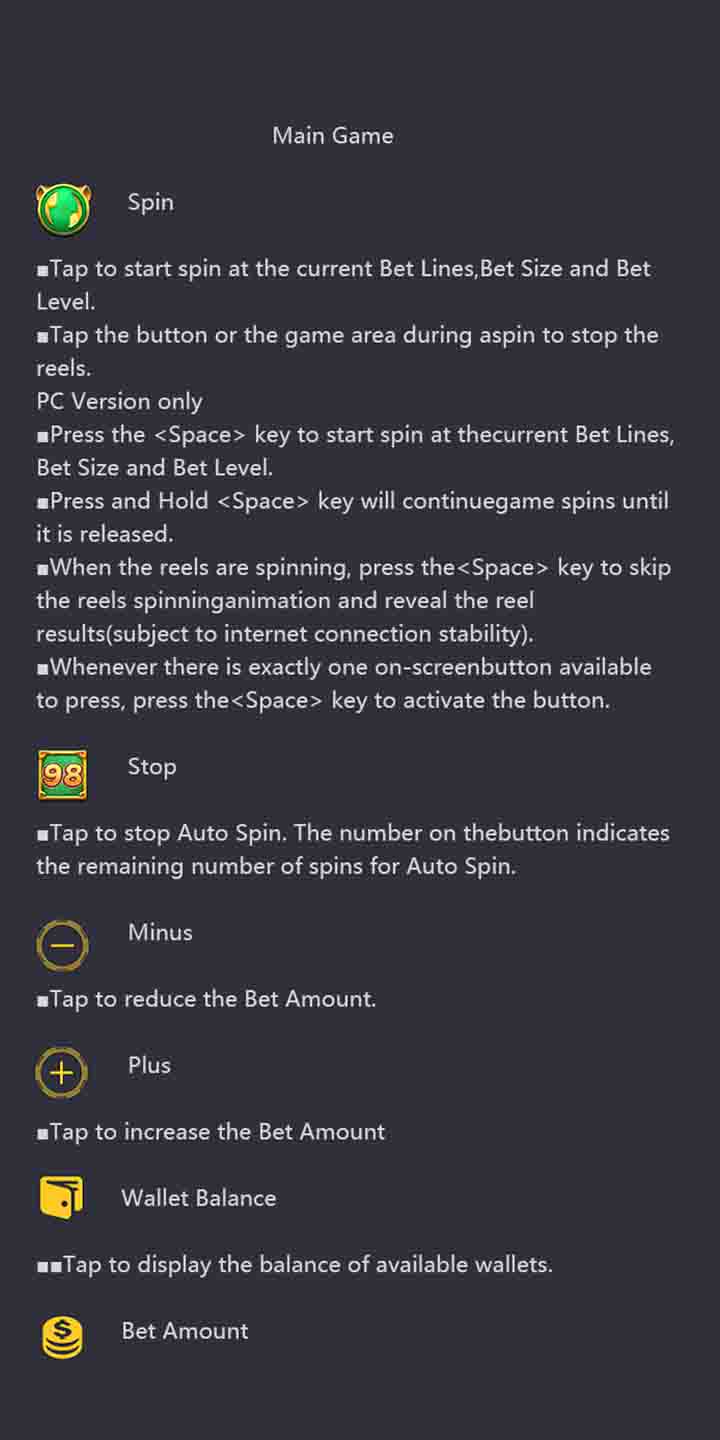 Main Game
Spin
■Tap to start spin at the current Bet Lines,Bet Size and Bet
Level.
■Tap the button or the game area during aspin to stop the
reels.
PC Version only
■Press the <Space> key to start spin at thecurrent Bet Lines,
Bet Size and Bet Level.
■Press and Hold <Space> key will continuegame spins until
it is released.
■When the reels are spinning, press the<Space> key to skip
the reels spinninganimation and reveal the reel
results(subject to internet connection stability).
■Whenever there is exactly one on-screenbutton available
to press, press the<Space> key to activate the button.
98
Stop
■Tap to stop Auto Spin. The number on thebutton indicates
the remaining number of spins for Auto Spin.
Minus
■Tap to reduce the Bet Amount.
Plus
■Tap to increase the Bet Amount
Wallet Balance
■■Tap to display the balance of available wallets.
$
Bet Amount